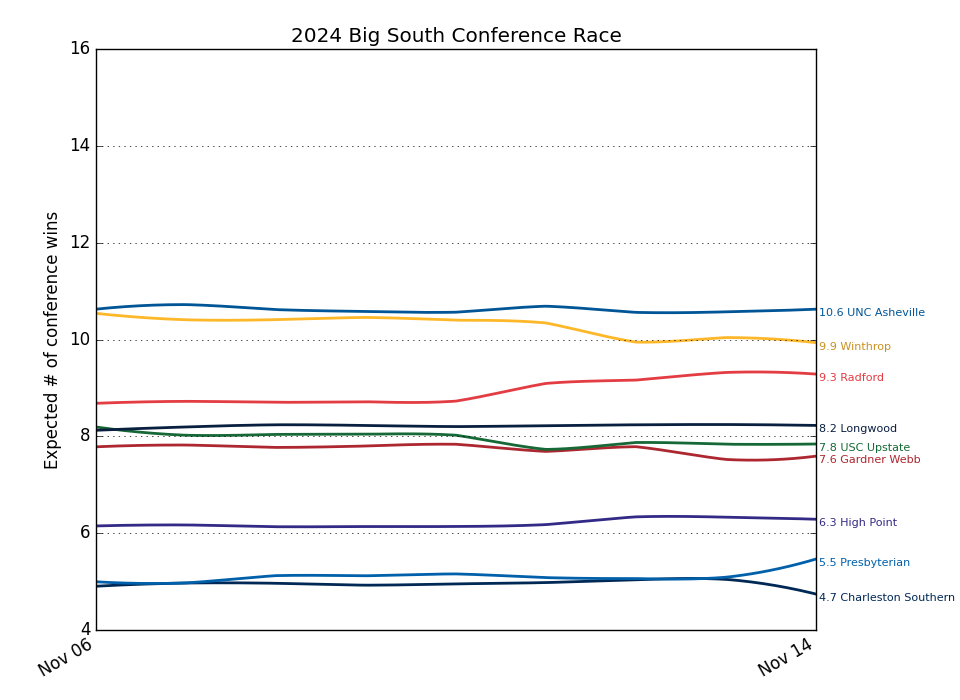 2024 Big South Conference Race
Expected # of conference wins
16
14
12
10
8
6
4
10.6 UNC Asheville
9.9 Winthrop
9.3 Radford
8.2 Longwood
7.8 USC Upstate
7.6 Gardner Webb
6.3 High Point
5.5 Presbyterian
4.7 Charleston Southern
Nov 06
Nov 14